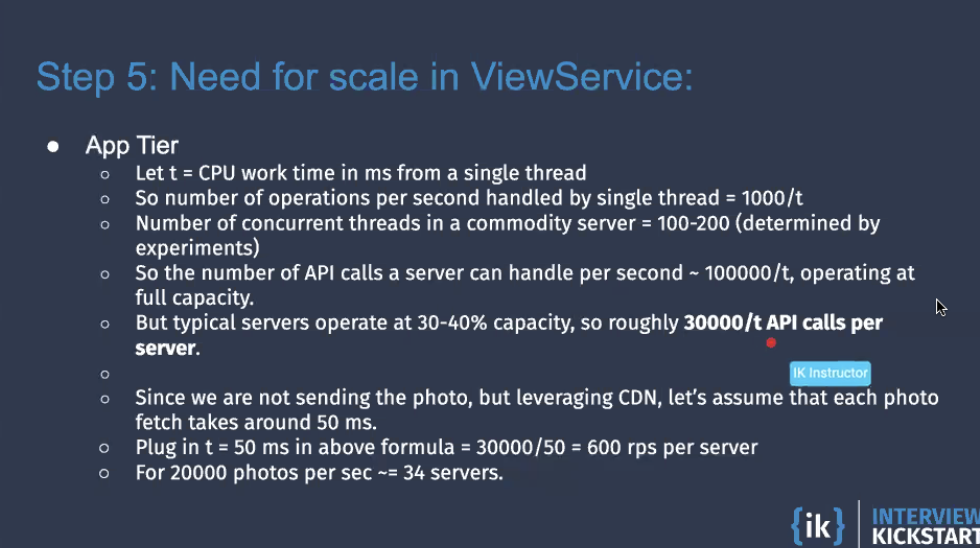 Step 5: Need for scale in ViewService:
● App Tier
○ Let t = CPU work time in ms from a single thread
○ So number of operations per second handled by single thread = 1000/t
○ Number of concurrent threads in a commodity server = 100-200 (determined by
experiments)
○ So the number of API calls a server can handle per second ~ 100000/t, operating at
full capacity.
○ But typical servers operate at 30-40% capacity, so roughly 30000/t API calls per
server.
○
IK Instructor
○ Since we are not sending the photo, but leveraging CDN, let's assume that each photo
fetch takes around 50 ms.
○ Plug in t = 50 ms in above formula = 30000/50 = 600 rps per server
○ For 20000 photos per sec ~= 34 servers.
{ik} INTERVIEW
KICKSTART